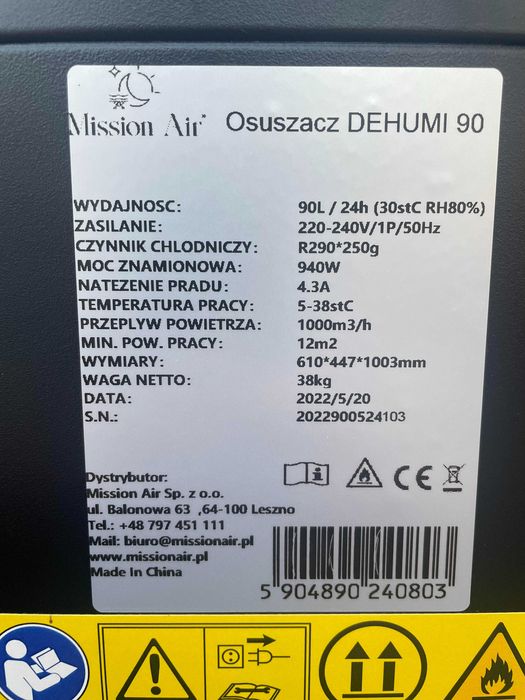 Mission Air* Osuszacz DEHUMI 90
WYDAJNOSC: 90L / 24h (30stC RH80%)
ZASILANIE: 220-240V/1P/50Hz
CZYNNIK CHLODNICZY: R290*250g
MOC ZNAMIONOWA: 940W
NATEZENIE PRADU: 4.3A
TEMPERATURA PRACY: 5-38stC
PRZEPLYW POWIETRZA: 1000m3/h
MIN. POW. PRACY: 12m2
WYMIARY: 610*447*1003mm
WAGA NETTO: 38kg
DATA: 2022/5/20
S.N.: 2022900524103
Dystrybutor:
Mission Air Sp. z o.o.
ul. Balonowa 63 ,64-100 Leszno
Tel.: +48 797 451 111
Mail: biuro@missionair.pl
www.missionair.pl
Made In China
CE
5 904890 240803